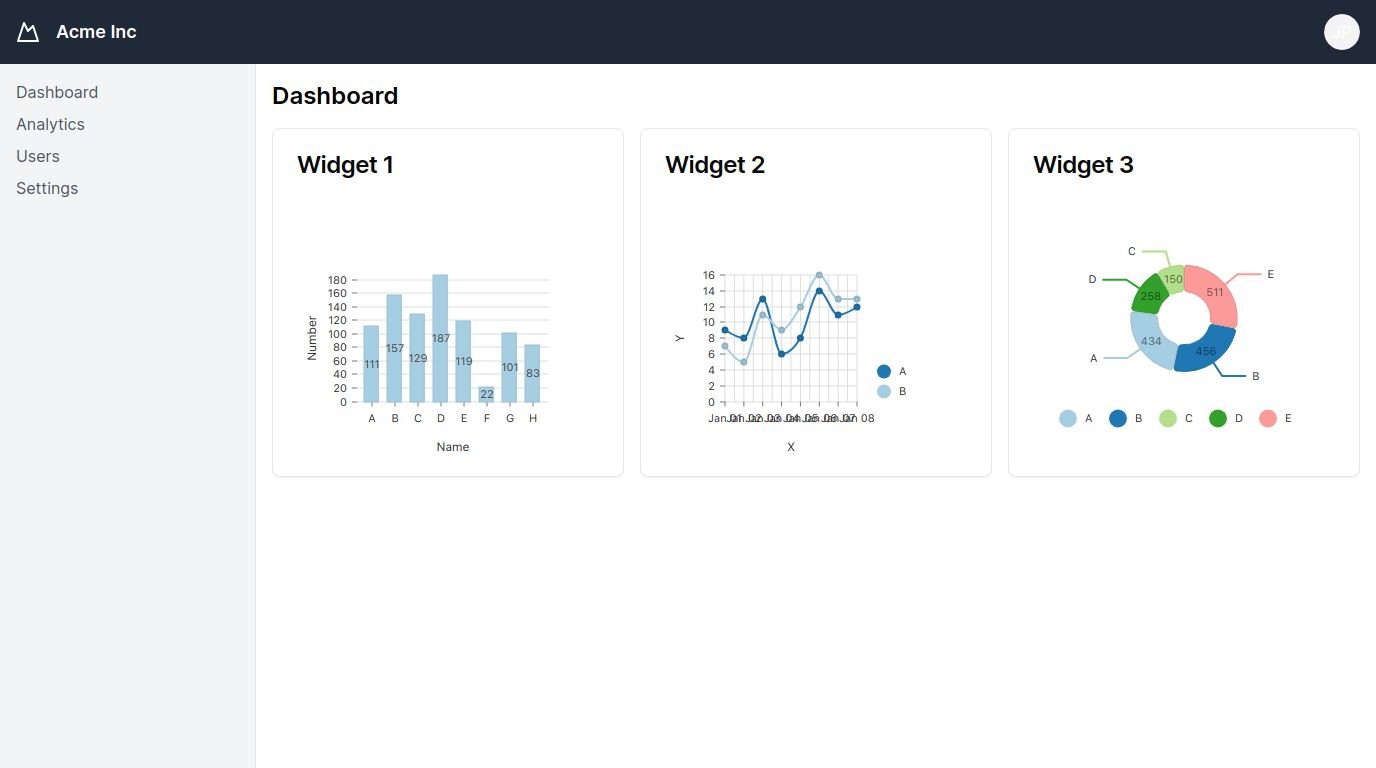 Acme Inc
JP
Dashboard
Analytics
Users
Settings
Dashboard
Widget 1
180
160
140
120
100
80
60
40
20
0
Number
111
157
129
187
119
22
101
83
A B C D E F G H
Name
Widget 2
16
14
12
10
8
6
4
2
0
Y
Jan 01 Jan 02 Jan 03 Jan 04 Jan 05 Jan 06 Jan 07 Jan 08
X
A
B
Widget 3
C
D
E
A
B
150
511
258
434
456
A B C D E